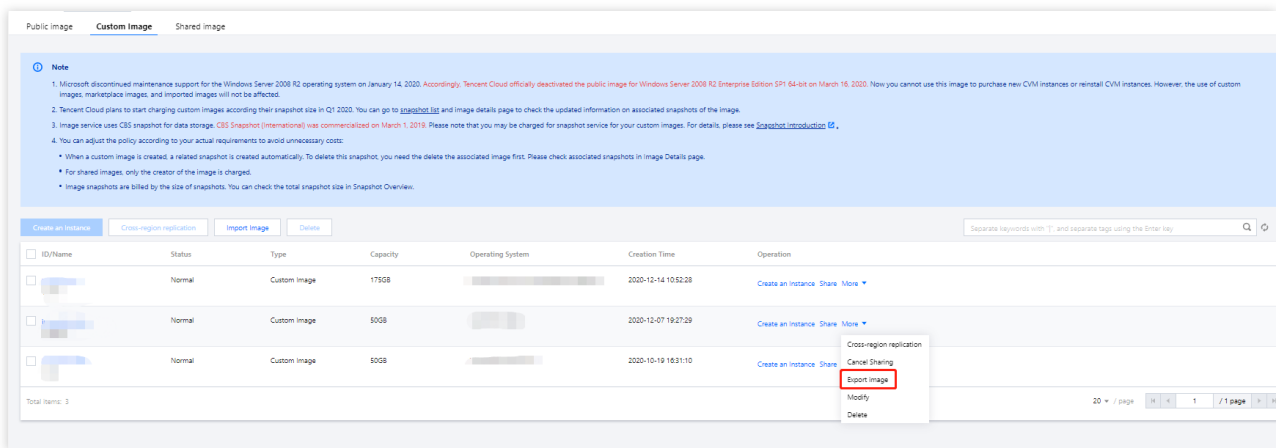 Public image Custom Image Shared image
Note
1. Microsoft discontinued maintenance support for the Windows Server 2008 R2 operating system on January 14, 2020. Accordingly, Tencent Cloud officially deactivated the public image for Windows Server 2008 R2 Enterprise Edition SP1 64-bit on March 16, 2020. Now you cannot use this image to purchase new CVM instances or reinstall CVM instances. However, the use of custom
images, marketplace images, and imported images will not be affected.
2. Tencent Cloud plans to start charging custom images according their snapshot size in Q1 2020. You can go to snapshot list and image details page to check the updated information on associated snapshots of the image.
3. Image service uses CBS snapshot for data storage. CBS Snapshot (International) was commercialized on March 1, 2019. Please note that you may be charged for snapshot service for your custom images. For details, please see Snapshot Introduction .
4. You can adjust the policy according to your actual requirements to avoid unnecessary costs:
• When a custom image is created, a related snapshot is created automatically. To delete this snapshot, you need the delete the associated image first. Please check associated snapshots in Image Details page.
• For shared images, only the creator of the image is charged.
• Image snapshots are billed by the size of snapshots. You can check the total snapshot size in Snapshot Overview.
Create an Instance Cross-region replication Import Image Delete Separate keywords with "|", and separate tags using the Enter key
ID/Name Status Type Capacity Operating System Creation Time Operation
Normal Custom Image 175GB 2020-12-14 10:52:28 Create an Instance Share More
Normal Custom Image 50GB 2020-12-07 19:27:29 Create an Instance Share More
Cross-region replication
Normal Custom Image 50GB 2020-10-19 16:31:10 Create an Instance Share Cancel Sharing
Export image
Modify
Delete
Total items: 3 20 / page 1 / 1 page